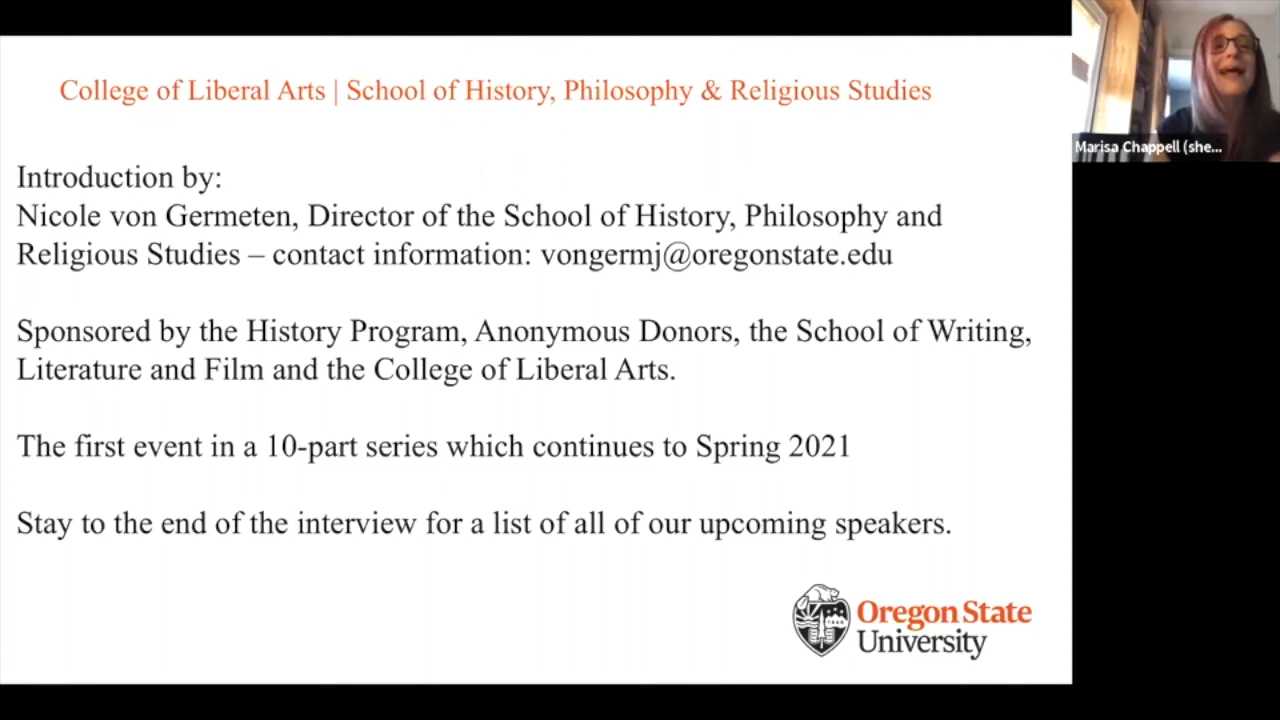 College of Liberal Arts | School of History, Philosophy & Religious Studies
Marisa Chappell (she...
Introduction by:
Nicole von Germeten, Director of the School of History, Philosophy and
Religious Studies – contact information: vongermj@oregonstate.edu
Sponsored by the History Program, Anonymous Donors, the School of Writing,
Literature and Film and the College of Liberal Arts.
The first event in a 10-part series which continues to Spring 2021
Stay to the end of the interview for a list of all of our upcoming speakers.
Oregon State
University